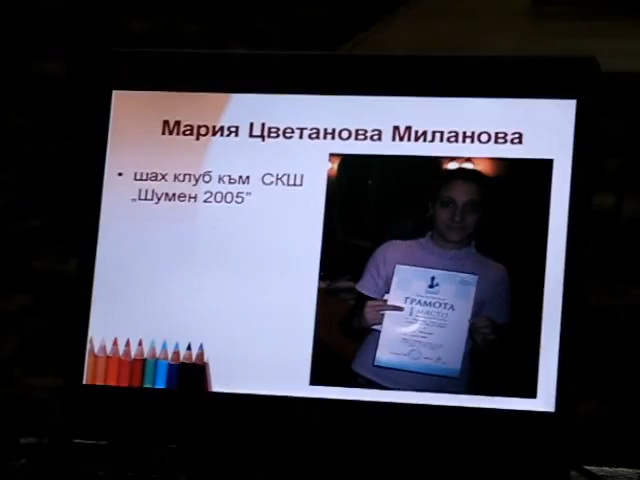 Мария Цветанова Миланова
• шах клуб към СКШ
„Шумен 2005"
ГРАМОТА
I МЯСТО